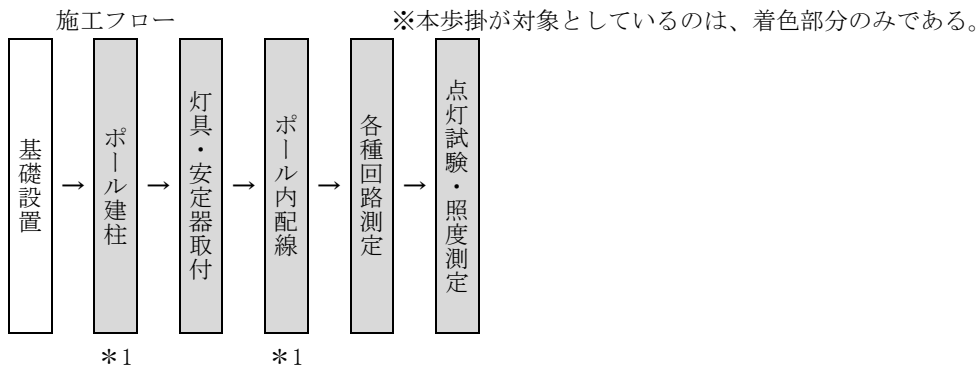 施工フロー
※本歩掛が対象としているのは、着色部分のみである。
基礎設置
→
ポール建柱
→
灯具・安定器取付
→
ポール内配線
→
各種回路測定
→
点灯試験・照度測定
＊1
＊1